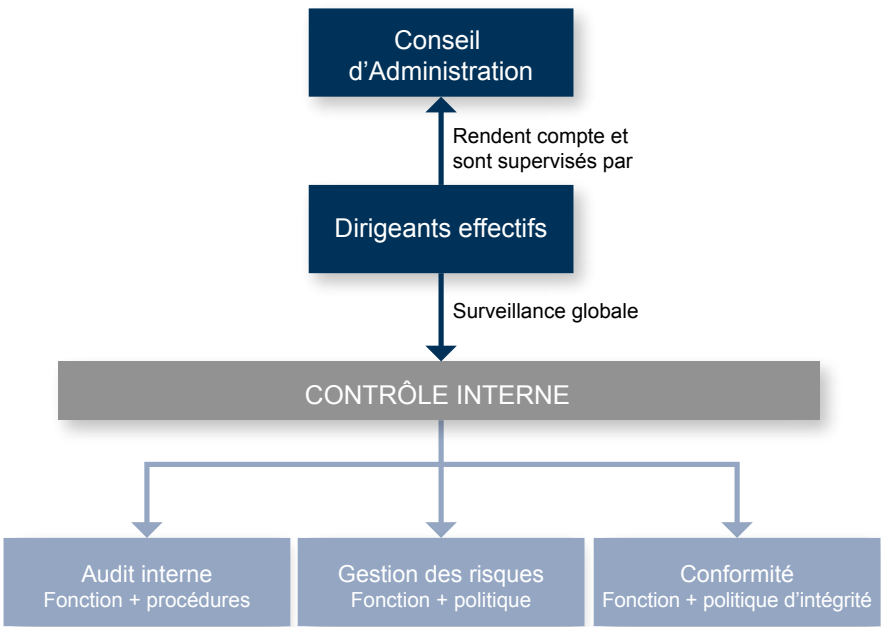 Conseil
d'Administration
Rendent compte et
sont supervisés par
Dirigeants effectifs
Surveillance globale
CONTRÔLE INTERNE
Audit interne
Fonction + procédures
Gestion des risques
Fonction + politique
Conformité
Fonction + politique d'intégrité